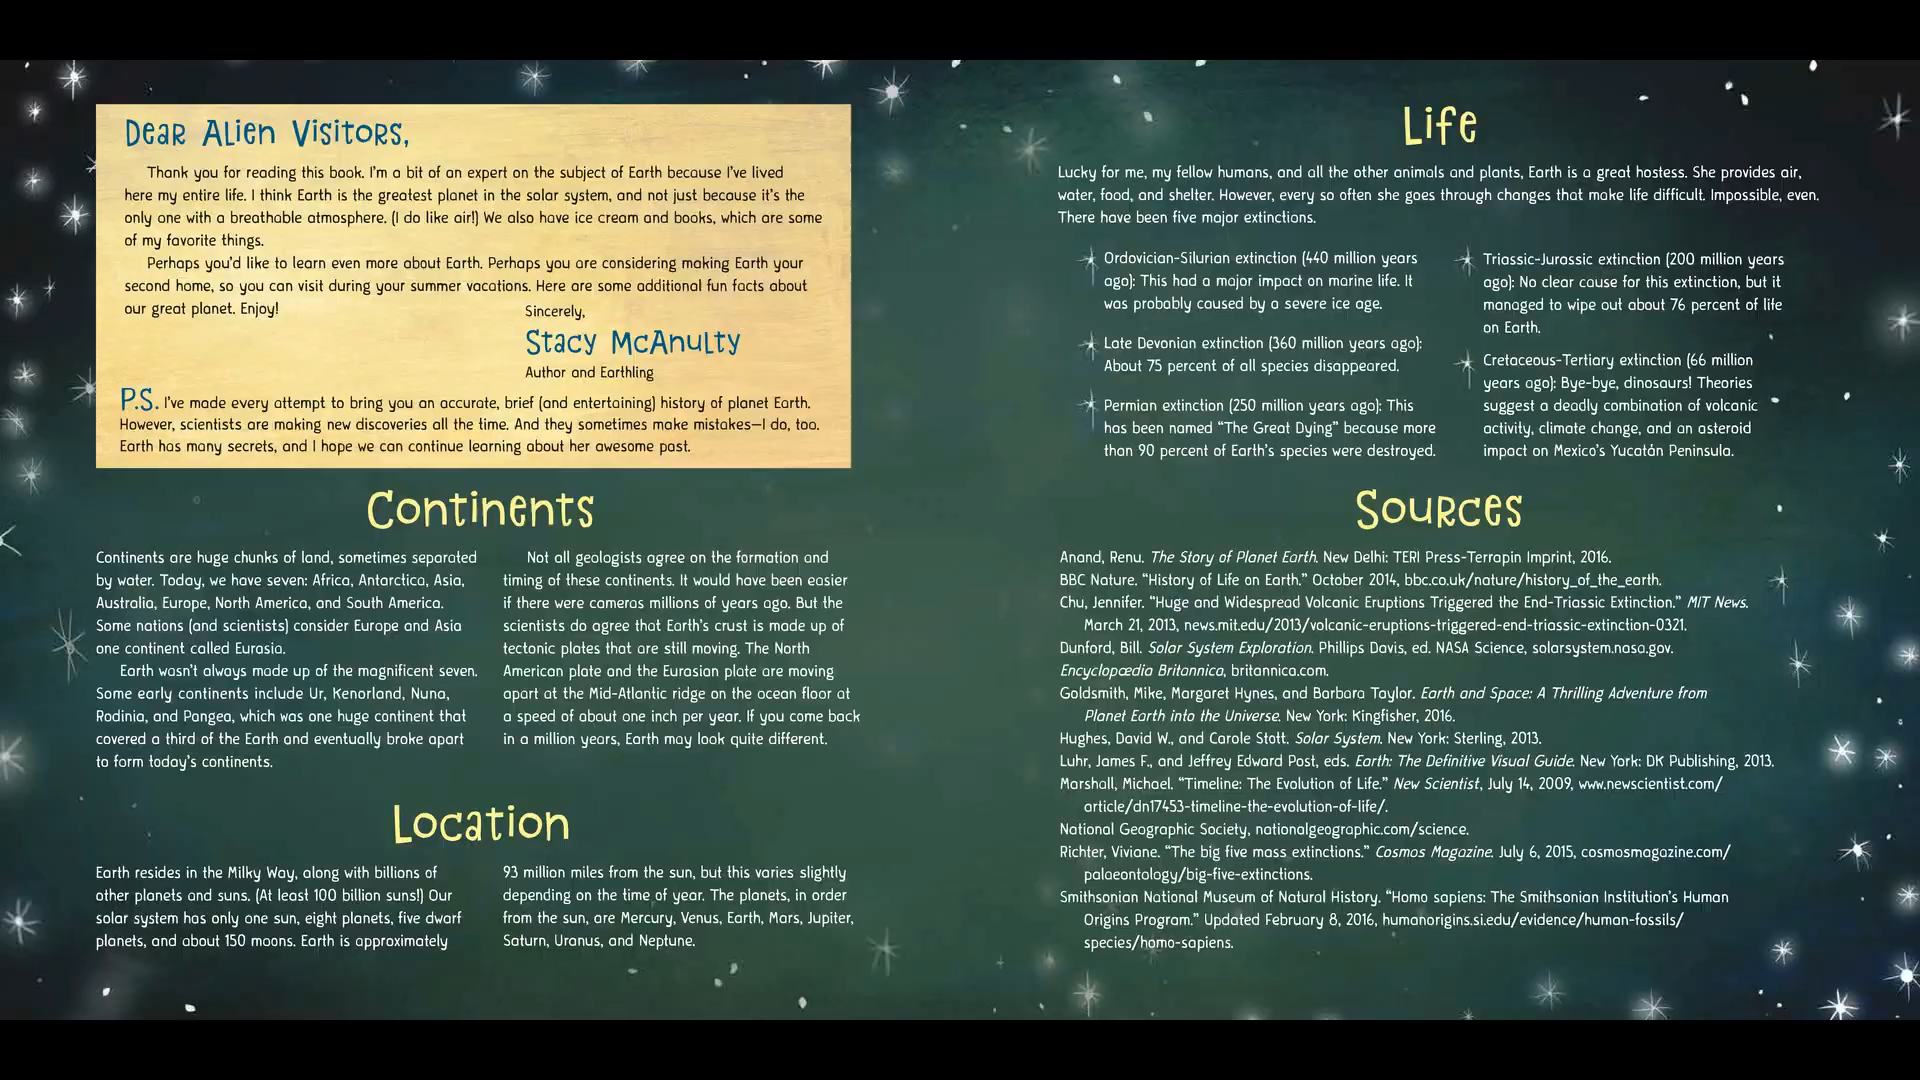 Dear Alien Visitors,
Thank you for reading this book. I'm a bit of an expert on the subject of Earth because I've lived
here my entire life. I think Earth is the greatest planet in the solar system, and not just because it's the
only one with a breathable atmosphere. (I do like air!) We also have ice cream and books, which are some
of my favorite things.
Perhaps you'd like to learn even more about Earth. Perhaps you are considering making Earth your
second home, so you can visit during your summer vacations. Here are some additional fun facts about
our great planet. Enjoy!
Sincerely,
Stacy McAnulty
Author and Earthling
P.S. I've made every attempt to bring you an accurate, brief (and entertaining) history of planet Earth.
However, scientists are making new discoveries all the time. And they sometimes make mistakes—I do, too.
Earth has many secrets, and I hope we can continue learning about her awesome past.
Continents
Continents are huge chunks of land, sometimes separated
by water. Today, we have seven: Africa, Antarctica, Asia,
Australia, Europe, North America, and South America.
Some nations (and scientists) consider Europe and Asia
one continent called Eurasia.
Earth wasn't always made up of the magnificent seven.
Some early continents include Ur, Kenorland, Nuna,
Rodinia, and Pangea, which was one huge continent that
covered a third of the Earth and eventually broke apart
to form today's continents.
Not all geologists agree on the formation and
timing of these continents. It would have been easier
if there were cameras millions of years ago. But the
scientists do agree that Earth's crust is made up of
tectonic plates that are still moving. The North
American plate and the Eurasian plate are moving
apart at the Mid-Atlantic ridge on the ocean floor at
a speed of about one inch per year. If you come back
in a million years, Earth may look quite different.
Location
Earth resides in the Milky Way, along with billions of
other planets and suns. (At least 100 billion suns!) Our
solar system has only one sun, eight planets, five dwarf
planets, and about 150 moons. Earth is approximately
93 million miles from the sun, but this varies slightly
depending on the time of year. The planets, in order
from the sun, are Mercury, Venus, Earth, Mars, Jupiter,
Saturn, Uranus, and Neptune.
Life
Lucky for me, my fellow humans, and all the other animals and plants, Earth is a great hostess. She provides air,
water, food, and shelter. However, every so often she goes through changes that make life difficult. Impossible, even.
There have been five major extinctions.
Ordovician-Silurian extinction (440 million years
ago): This had a major impact on marine life. It
was probably caused by a severe ice age.
Late Devonian extinction (360 million years ago):
About 75 percent of all species disappeared.
Permian extinction (250 million years ago): This
has been named "The Great Dying" because more
than 90 percent of Earth's species were destroyed.
Triassic-Jurassic extinction (200 million years
ago): No clear cause for this extinction, but it
managed to wipe out about 76 percent of life
on Earth.
Cretaceous-Tertiary extinction (66 million
years ago): Bye-bye, dinosaurs! Theories
suggest a deadly combination of volcanic
activity, climate change, and an asteroid
impact on Mexico's Yucatán Peninsula.
Sources
Anand, Renu. The Story of Planet Earth. New Delhi: TERI Press-Terrapin Imprint, 2016.
BBC Nature. "History of Life on Earth." October 2014, bbc.co.uk/nature/history_of_the_earth.
Chu, Jennifer. "Huge and Widespread Volcanic Eruptions Triggered the End-Triassic Extinction." MIT News.
March 21, 2013, news.mit.edu/2013/volcanic-eruptions-triggered-end-triassic-extinction-0321.
Dunford, Bill. Solar System Exploration. Phillips Davis, ed. NASA Science, solarsystem.nasa.gov.
Encyclopædia Britannica, britannica.com.
Goldsmith, Mike, Margaret Hynes, and Barbara Taylor. Earth and Space: A Thrilling Adventure from
Planet Earth into the Universe. New York: Kingfisher, 2016.
Hughes, David W., and Carole Stott. Solar System. New York: Sterling, 2013.
Luhr, James F., and Jeffrey Edward Post, eds. Earth: The Definitive Visual Guide. New York: DK Publishing, 2013.
Marshall, Michael. "Timeline: The Evolution of Life." New Scientist, July 14, 2009, www.newscientist.com/
article/dn17453-timeline-the-evolution-of-life/.
National Geographic Society, nationalgeographic.com/science.
Richter, Viviane. "The big five mass extinctions." Cosmos Magazine. July 6, 2015, cosmosmagazine.com/
palaeontology/big-five-extinctions.
Smithsonian National Museum of Natural History. "Homo sapiens: The Smithsonian Institution's Human
Origins Program." Updated February 8, 2016, humanorigins.si.edu/evidence/human-fossils/
species/homo-sapiens.